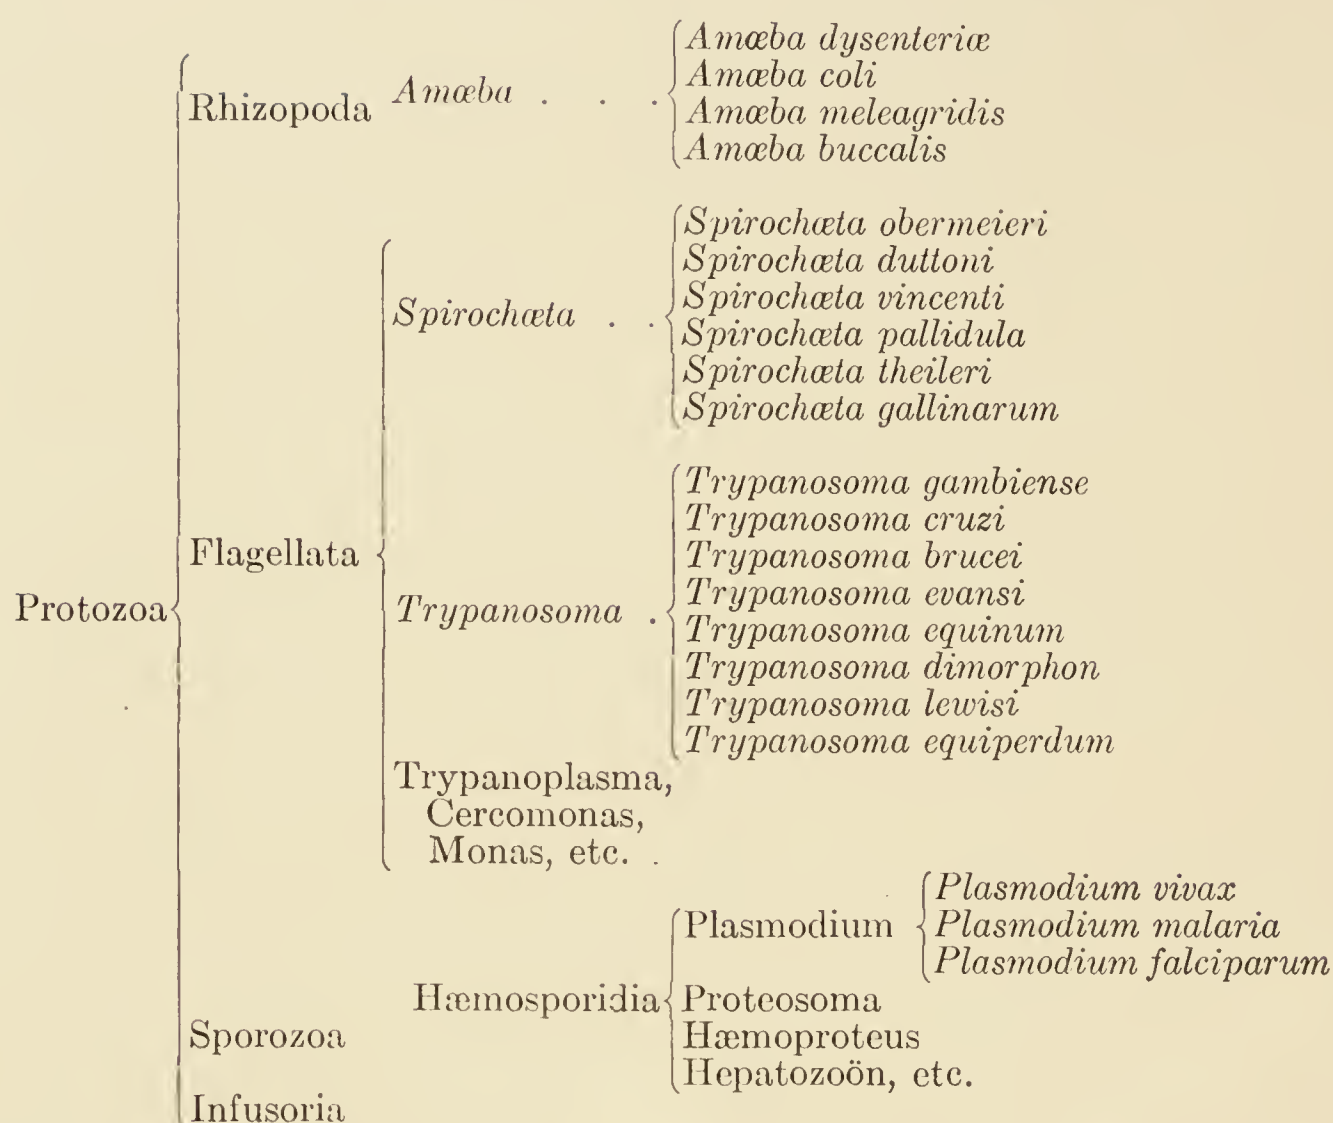 Amœba dysenteriæ
Amœba coli
Rhizopoda Amœba . . .
Amœba meleagridis
Amœba buccalis
Spirochæta obermeieri
Spirochæta duttoni
Spirochæta vincenti
Spirochæta . .
Spirochæta pallidula
Spirochæta theileri
Spirochæta gallinarum
Trypanosoma gambiense
Trypanosoma cruzi
Flagellata
Trypanosoma brucei
Trypanosoma evansi
Protozoa
Trypanosoma .
Trypanosoma equinum
Trypanosoma dimorphon
Trypanosoma lewisi
Trypanosoma equiperdum
Trypanoplasma,
Cercomonas,
Monas, etc. .
Plasmodium vivax
Plasmodium
Plasmodium malaria
Plasmodium falciparum
Hæmosporidia
Proteosoma
Sporozoa
Hæmoproteus
Hepatozoön, etc.
Infusoria